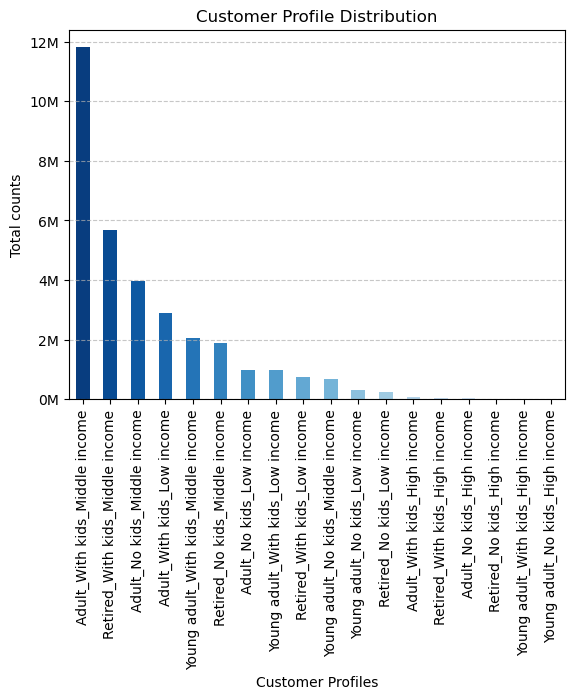 Customer Profile Distribution
12M
10M
8M
6M
4M
2M
0M
Total counts
Adult_With kids_Middle income
Retired_With kids_Middle income
Adult_No kids_Middle income
Adult_With kids_Low income
Young adult_With kids_Middle income
Retired_No kids_Middle income
Adult_No kids_Low income
Young adult_With kids_Low income
Retired_With kids_Low income
Young adult_No kids_Middle income
Young adult_No kids_Low income
Retired_No kids_Low income
Adult_With kids_High income
Retired_With kids_High income
Adult_No kids_High income
Retired_No kids_High income
Young adult_With kids_High income
Young adult_No kids_High income
Customer Profiles